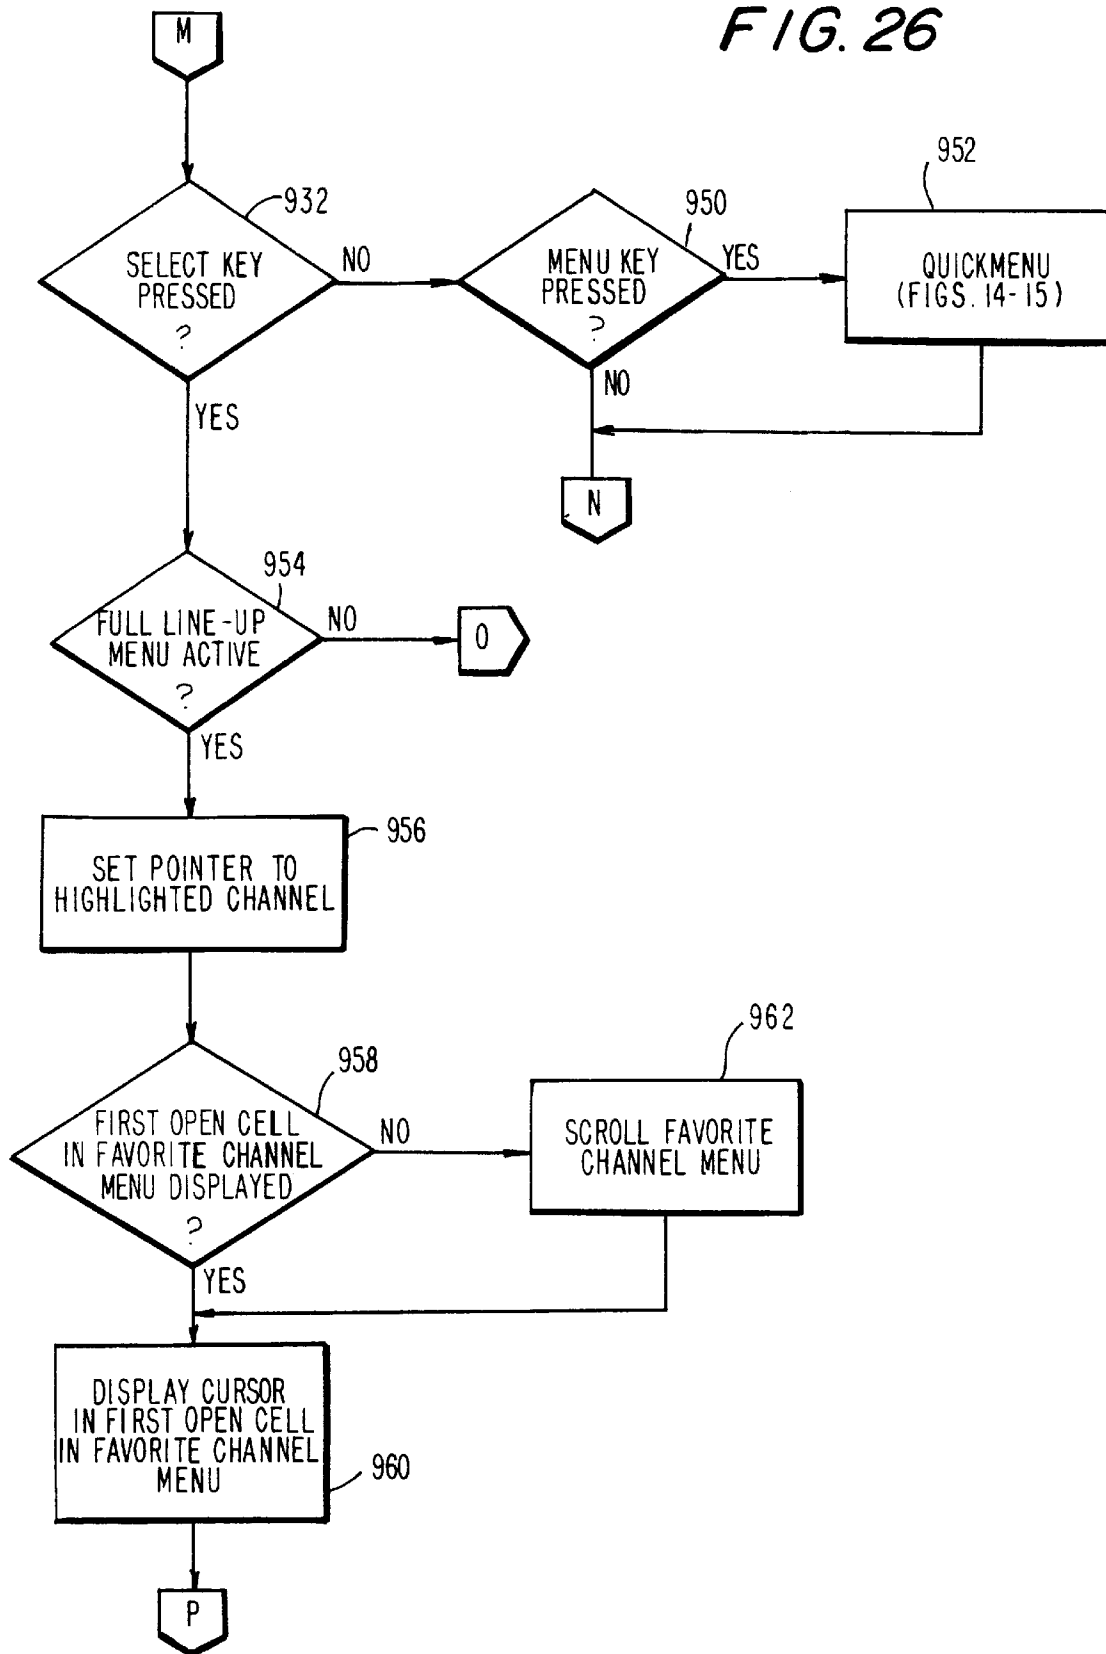 FIG. 26
M
932
SELECT KEY
PRESSED
?
NO
YES
950
MENU KEY
PRESSED
?
YES
NO
952
QUICKMENU
(FIGS. 14-15)
N
954
FULL LINE-UP
MENU ACTIVE
?
NO
O
YES
956
SET POINTER TO
HIGHLIGHTED CHANNEL
958
FIRST OPEN CELL
IN FAVORITE CHANNEL
MENU DISPLAYED
?
NO
962
SCROLL FAVORITE
CHANNEL MENU
YES
DISPLAY CURSOR
IN FIRST OPEN CELL
IN FAVORITE CHANNEL
MENU
960
P